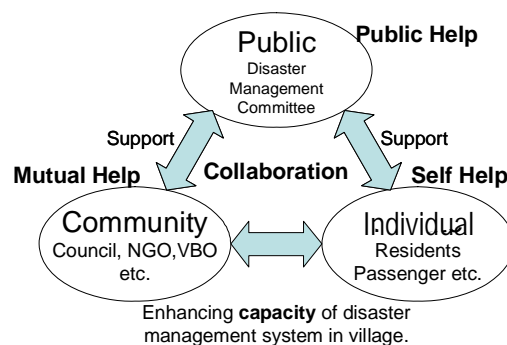 Public Help
Public
Disaster
Management
Committee
Support
Support
Mutual Help
Collaboration
Self Help
Community
Council, NGO,VBO
etc.
Individual
Residents
Passenger etc.
Enhancing capacity of disaster
management system in village.